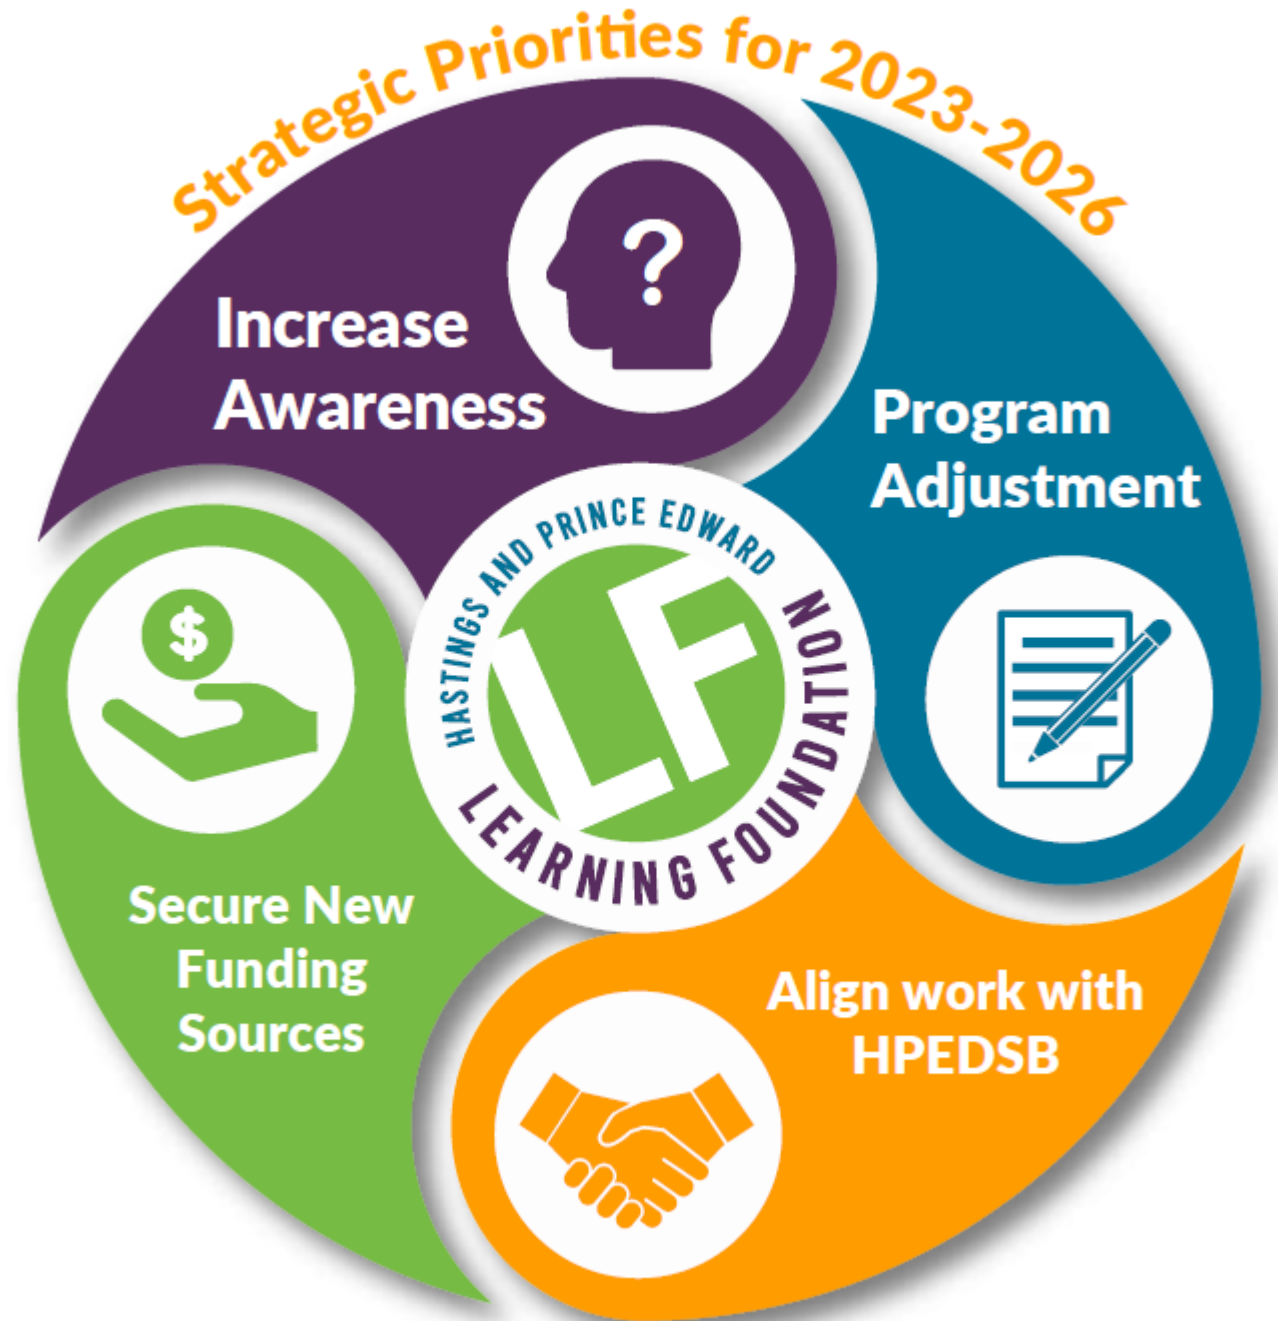 Strategic Priorities for 2023-2026
?
Increase
Awareness
Program
Adjustment
HASTINGS AND PRINCE EDWARD
LF
LEARNING FOUNDATION
$
Secure New
Funding
Sources
Align work with
HPEDSB